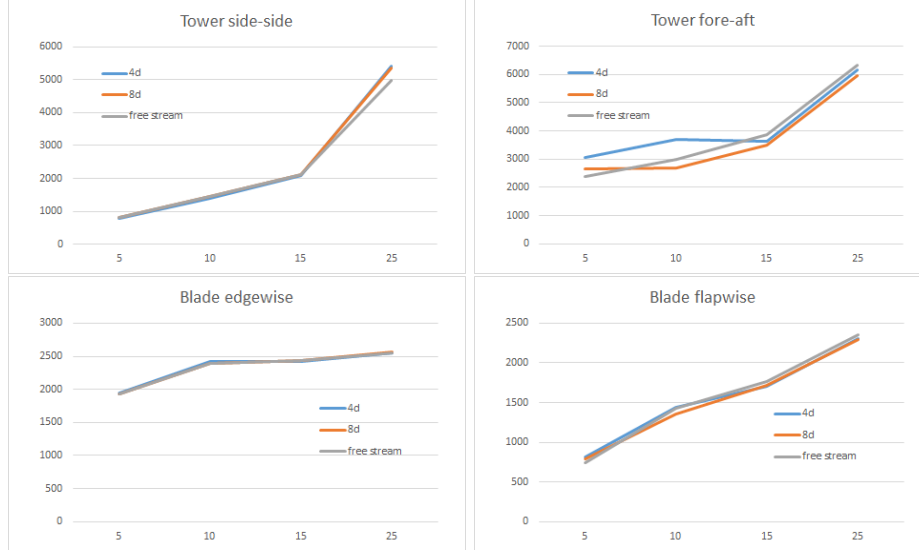 Tower side-side
6000
5000
4000
3000
2000
1000
0
4d
8d
free stream
5 10 15 25
Tower fore-aft
7000
6000
5000
4000
3000
2000
1000
0
4d
8d
free stream
5 10 15 25
Blade edgewise
3000
2500
2000
1500
1000
500
0
4d
8d
free stream
5 10 15 25
Blade flapwise
2500
2000
1500
1000
500
0
4d
8d
free stream
5 10 15 25